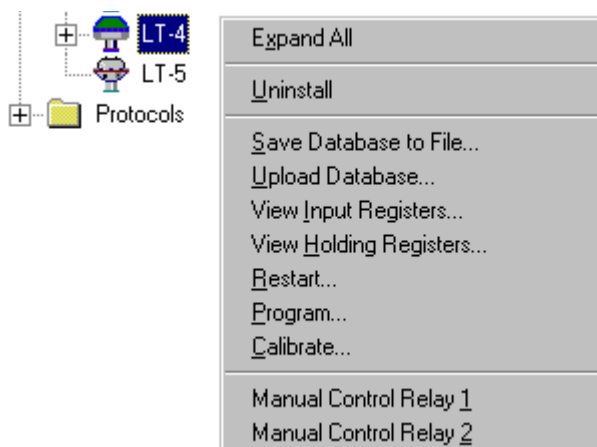 LT-4
LT-5
Protocols
Expand All
Uninstall
Save Database to File...
Upload Database...
View Input Registers...
View Holding Registers...
Restart...
Program...
Calibrate...
Manual Control Relay 1
Manual Control Relay 2